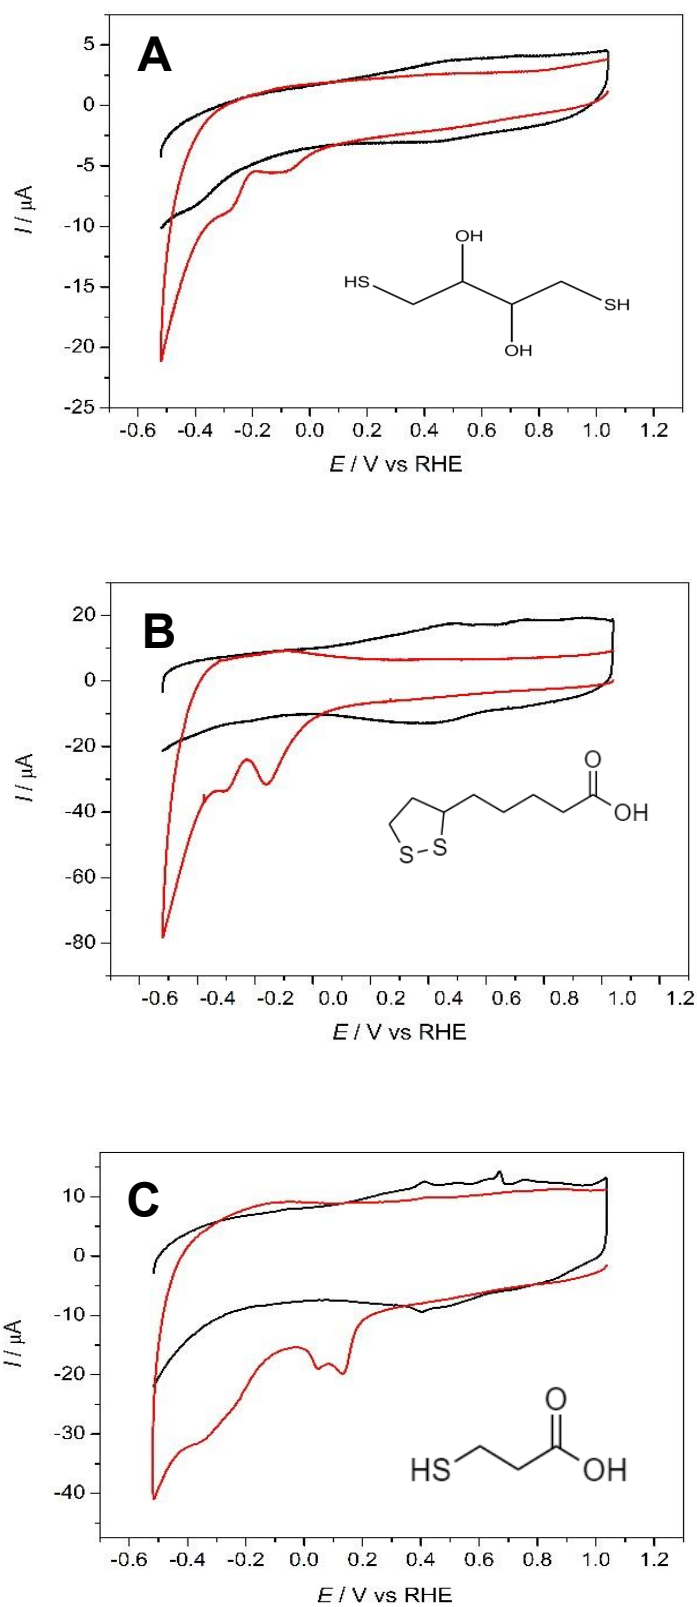 A
5
0
-5
-10
-15
-20
-25
I / µA
OH
HS
SH
OH
-0.6 -0.4 -0.2 0.0 0.2 0.4 0.6 0.8 1.0 1.2
E / V vs RHE
B
20
0
-20
-40
-60
-80
I / µA
O
OH
S S
-0.6 -0.4 -0.2 0.0 0.2 0.4 0.6 0.8 1.0 1.2
E / V vs RHE
C
10
0
-10
-20
-30
-40
I / µA
O
HS OH
-0.6 -0.4 -0.2 0.0 0.2 0.4 0.6 0.8 1.0 1.2
E / V vs RHE